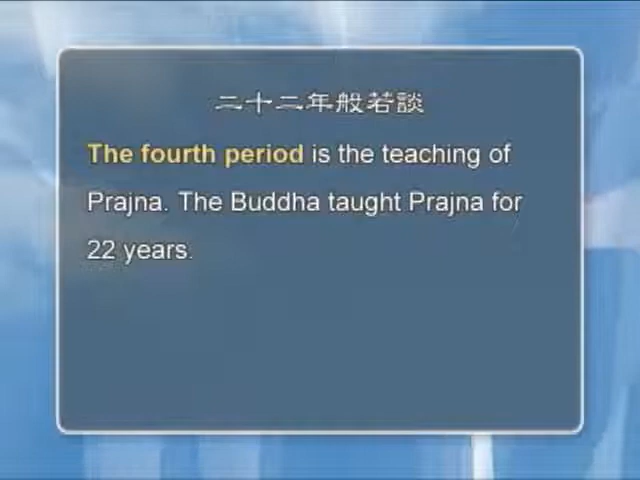 二十二年般若談
The fourth period is the teaching of
Prajna. The Buddha taught Prajna for
22 years.